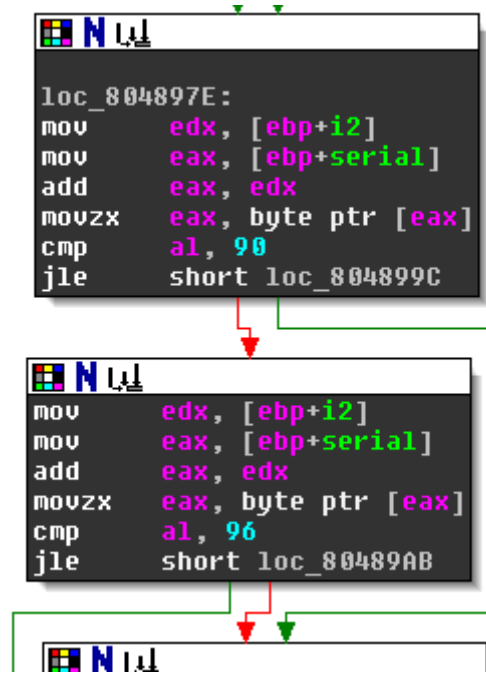 loc_804897E:
mov edx, [ebp+i2]
mov eax, [ebp+serial]
add eax, edx
movzx eax, byte ptr [eax]
cmp al, 90
jle short loc_804899C
mov edx, [ebp+i2]
mov eax, [ebp+serial]
add eax, edx
movzx eax, byte ptr [eax]
cmp al, 96
jle short loc_80489AB